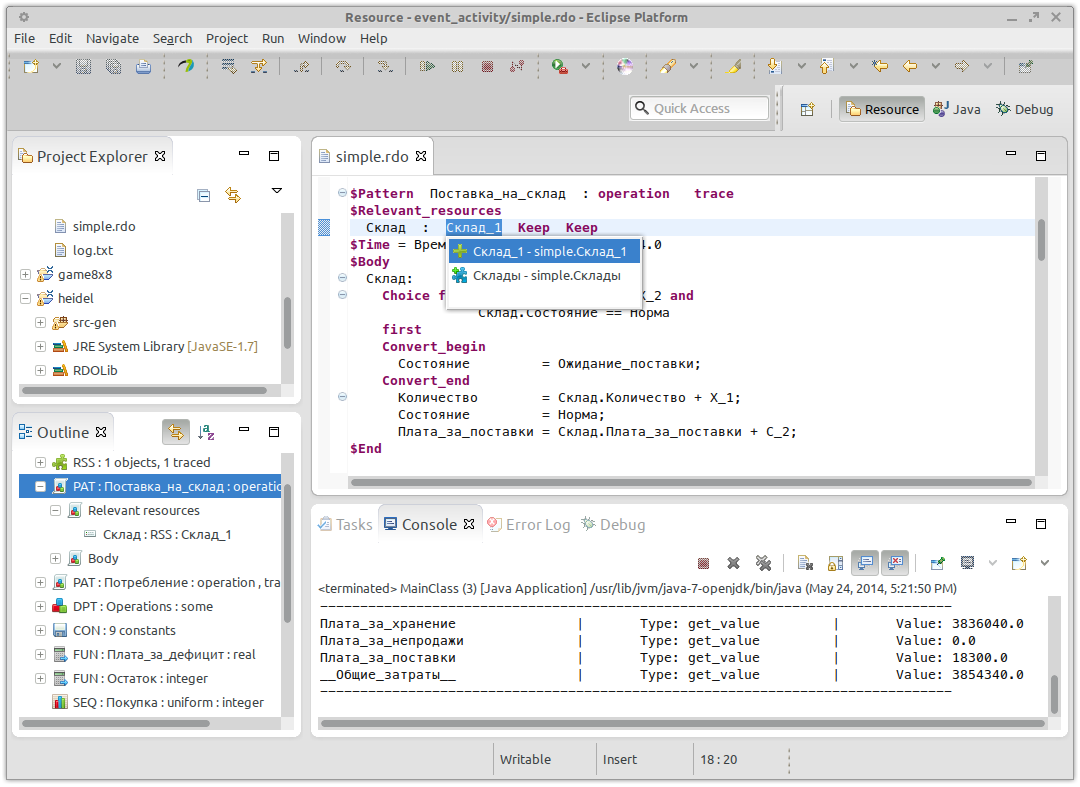 Resource - event_activity/simple.rdo - Eclipse Platform
File Edit Navigate Search Project Run Window Help
Quick Access
Resource
Java
Debug
Project Explorer
simple.rdo
log.txt
game8x8
heidel
src-gen
JRE System Library [JavaSE-1.7]
RDOLib
Outline
RSS : 1 objects, 1 traced
PAT : Поставка_на_склад : operatio
Relevant resources
Склад : RSS : Склад_1
Body
PAT : Потребление : operation , tra
DPT : Operations : some
CON : 9 constants
FUN : Плата_за_дефицит : real
FUN : Остаток : integer
SEQ : Покупка : uniform : integer
simple.rdo
$Pattern Поставка_на_склад : operation trace
$Relevant_resources
Склад : Склад_1 Keep Keep
$Time = Врем 4.0
Склад_1 - simple.Склад_1
Склады - simple.Склады
$Body
Склад:
Choice f X_2 and
Склад.Состояние == Норма
first
Convert_begin
Состояние = Ожидание_поставки;
Convert_end
Количество = Склад.Количество + X_1;
Состояние = Норма;
Плата_за_поставки = Склад.Плата_за_поставки + C_2;
$End
Tasks Console Error Log Debug
<terminated> MainClass (3) [Java Application] /usr/lib/jvm/java-7-openjdk/bin/java (May 24, 2014, 5:21:50 PM)
Плата_за_хранение | Type: get_value | Value: 3836040.0
Плата_за_непродажи | Type: get_value | Value: 0.0
Плата_за_поставки | Type: get_value | Value: 18300.0
__Общие_затраты__ | Type: get_value | Value: 3854340.0
Writable Insert 18 : 20